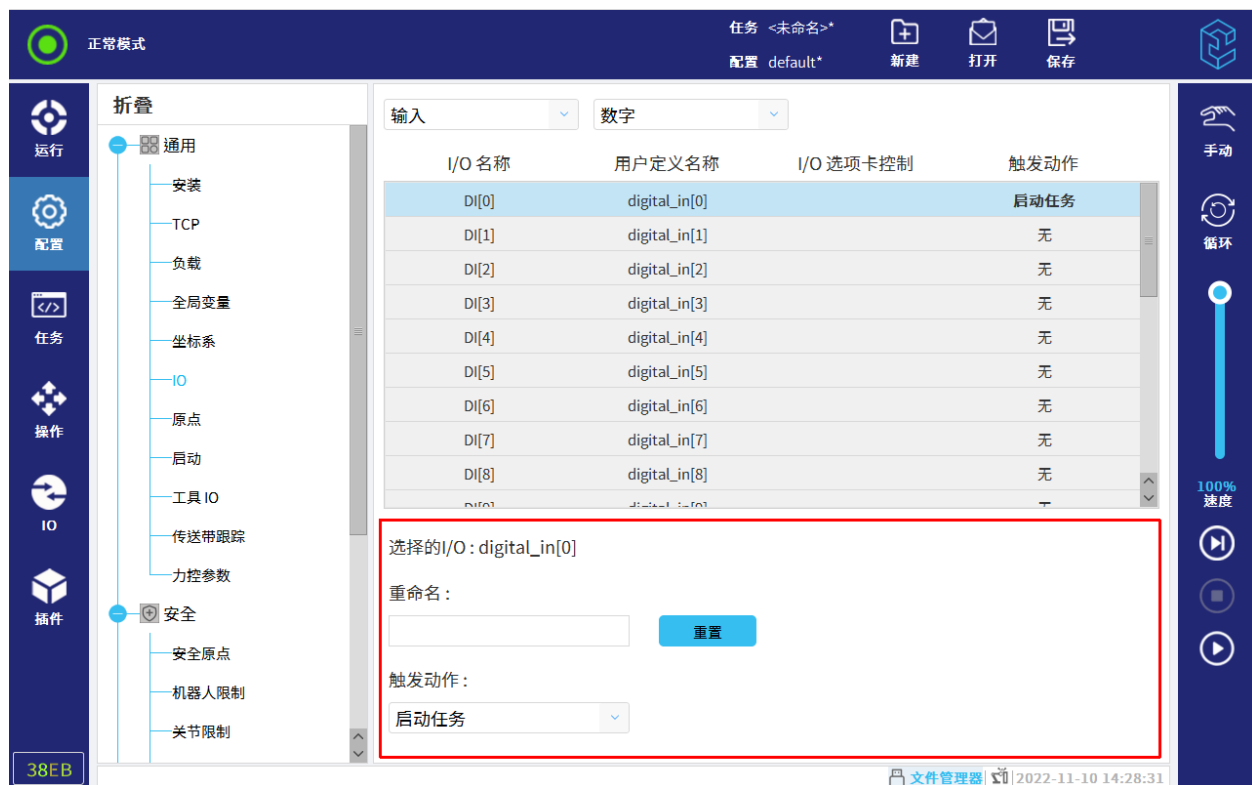 正常模式
任务 <未命名>*
配置 default*
新建
打开
保存
运行
配置
任务
操作
IO
插件
38EB
折叠
通用
安装
TCP
负载
全局变量
坐标系
IO
原点
启动
工具 IO
传送带跟踪
力控参数
安全
安全原点
机器人限制
关节限制
输入 数字
I/O 名称 用户定义名称 I/O 选项卡控制 触发动作
DI[0] digital_in[0] 启动任务
DI[1] digital_in[1] 无
DI[2] digital_in[2] 无
DI[3] digital_in[3] 无
DI[4] digital_in[4] 无
DI[5] digital_in[5] 无
DI[6] digital_in[6] 无
DI[7] digital_in[7] 无
DI[8] digital_in[8] 无
选择的I/O : digital_in[0]
重命名 :
重置
触发动作 :
启动任务
手动
循环
100%
速度
文件管理器 2022-11-10 14:28:31